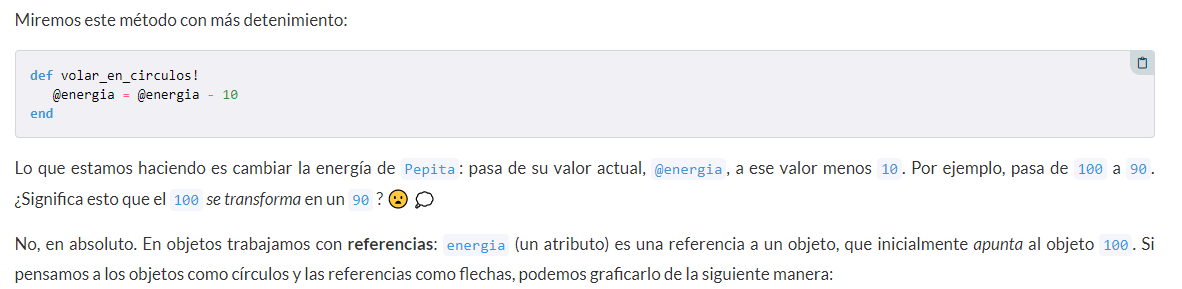 Miremos este método con más detenimiento:
def volar_en_circulos!
@energia = @energia - 10
end
Lo que estamos haciendo es cambiar la energía de Pepita: pasa de su valor actual, @energia, a ese valor menos 10. Por ejemplo, pasa de 100 a 90.
¿Significa esto que el 100 se transforma en un 90 ? 😧 💭
No, en absoluto. En objetos trabajamos con referencias: energia (un atributo) es una referencia a un objeto, que inicialmente apunta al objeto 100. Si
pensamos a los objetos como círculos y las referencias como flechas, podemos graficarlo de la siguiente manera: